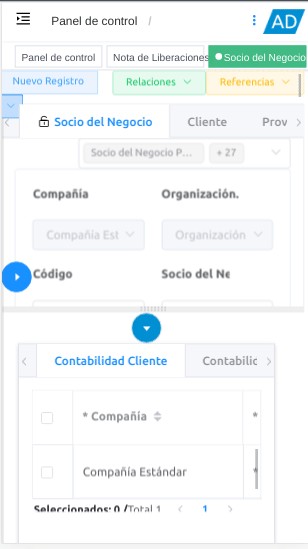 Panel de control /
AD
Panel de control Nota de Liberaciones Socio del Negocio
Nuevo Registro Relaciones Referencias
Socio del Negocio Cliente Prov
Socio del Negocio P... + 27
Compañía Organización.
Compañía Est Organización
Código Socio del Ne
Contabilidad Cliente Contabilic
* Compañía *
Compañía Estándar *
Seleccionados: 0 /Total 1 1